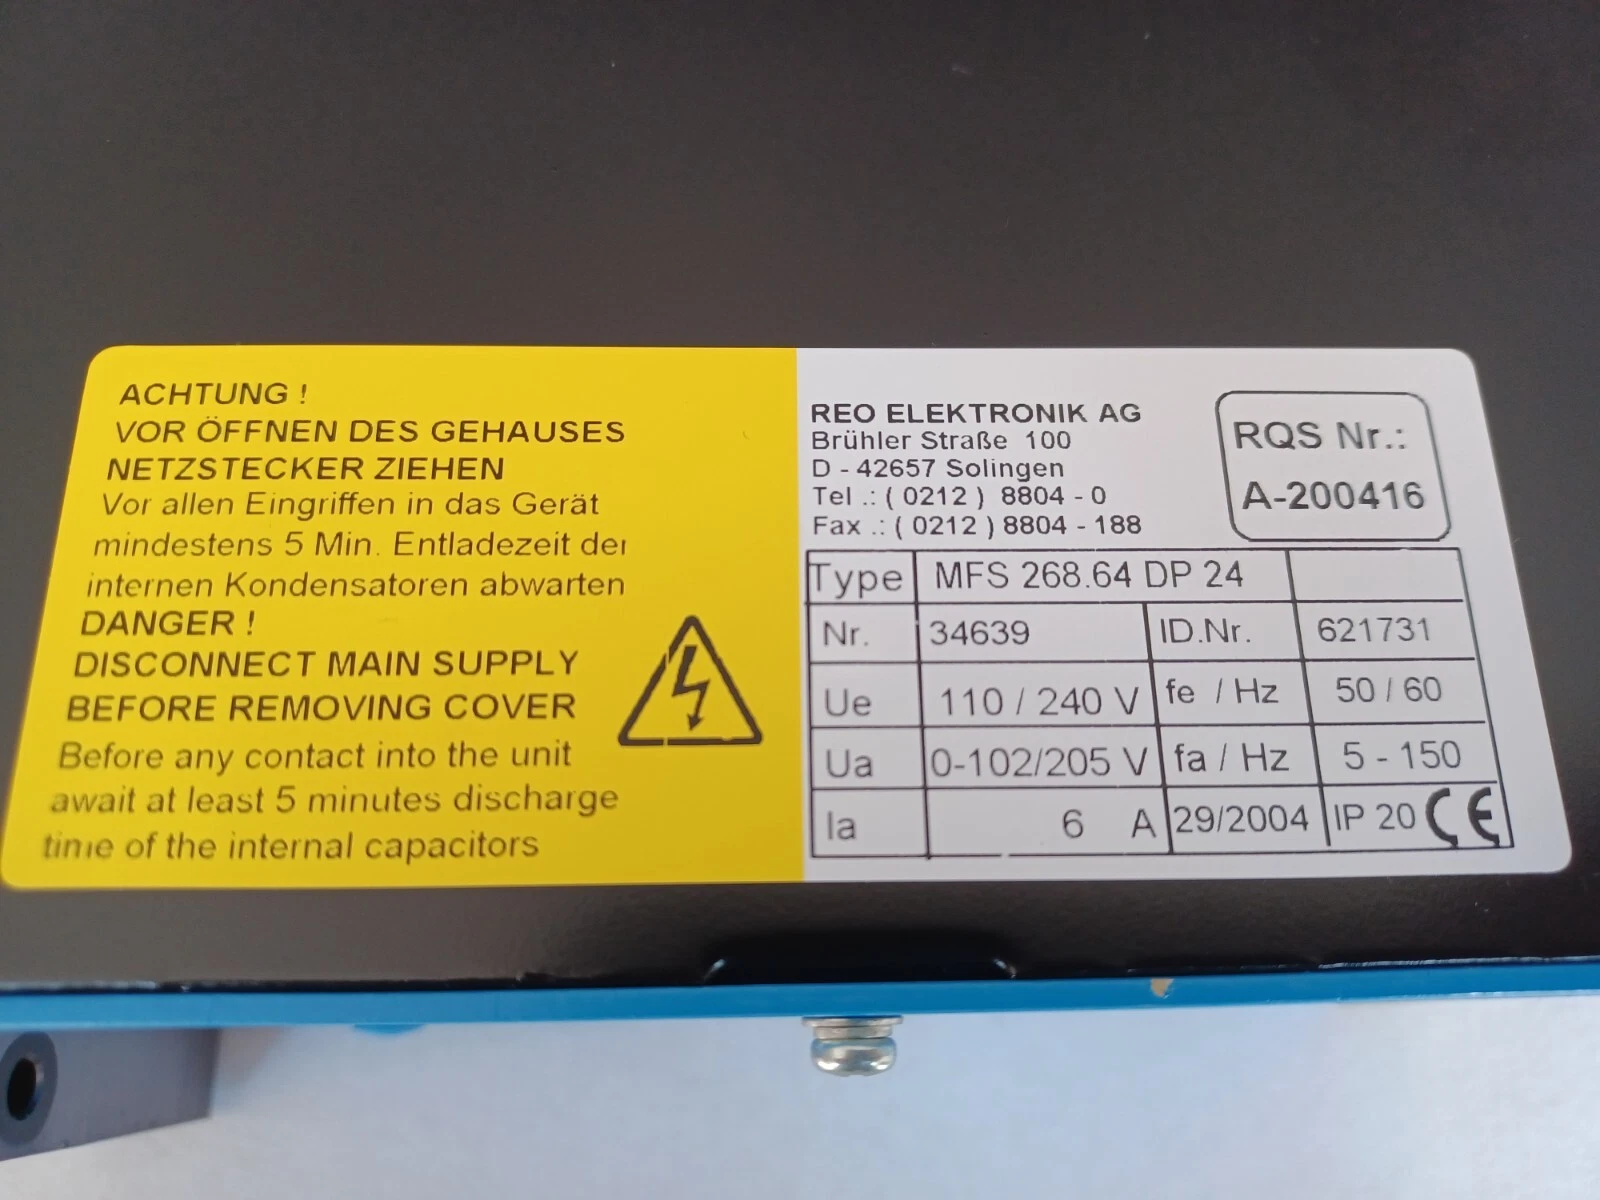 ACHTUNG !
VOR ÖFFNEN DES GEHAUSES
NETZSTECKER ZIEHEN
Vor allen Eingriffen in das Gerät
mindestens 5 Min. Entladezeit der
internen Kondensatoren abwarten
DANGER !
DISCONNECT MAIN SUPPLY
BEFORE REMOVING COVER
Before any contact into the unit
await at least 5 minutes discharge
time of the internal capacitors
REO ELEKTRONIK AG
Brühler Straße 100
D - 42657 Solingen
Tel .: ( 0212 ) 8804 - 0
Fax .: ( 0212 ) 8804 - 188
RQS Nr.:
A-200416
Type MFS 268.64 DP 24
Nr. 34639 ID.Nr. 621731
Ue 110 / 240 V fe / Hz 50 / 60
Ua 0-102/205 V fa / Hz 5 - 150
Ia 6 A 29/2004 IP 20 CE